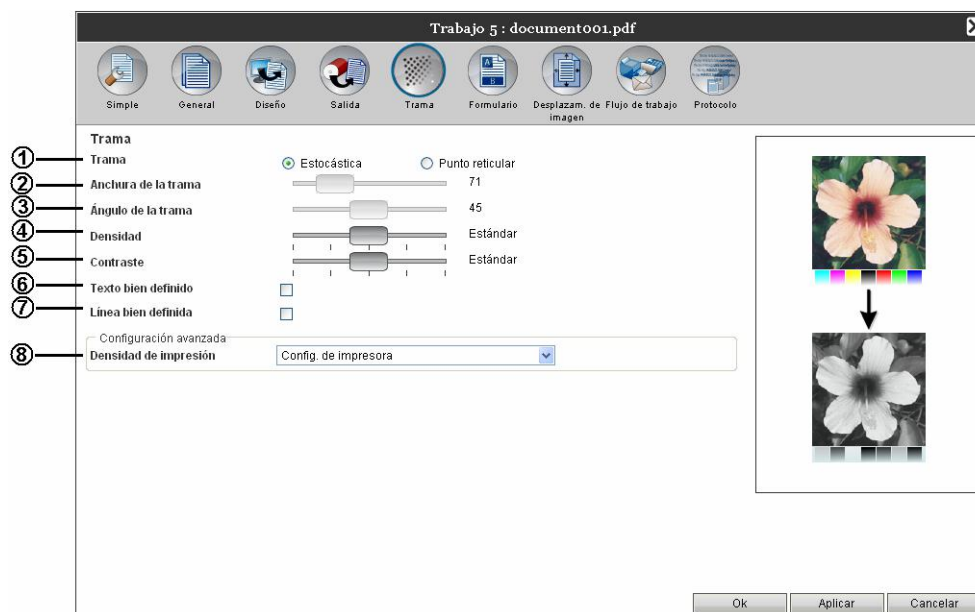 Trabajo 5 : document001.pdf
Simple
General
Diseño
Salida
Trama
Formulario
Desplazam. de imagen
Flujo de trabajo
Protocolo
Trama
1 Trama Estocástica Punto reticular
2 Anchura de la trama 71
3 Ángulo de la trama 45
4 Densidad Estándar
5 Contraste Estándar
6 Texto bien definido
7 Línea bien definida
Configuración avanzada
8 Densidad de impresión Config. de impresora
A
B
Ok Aplicar Cancelar